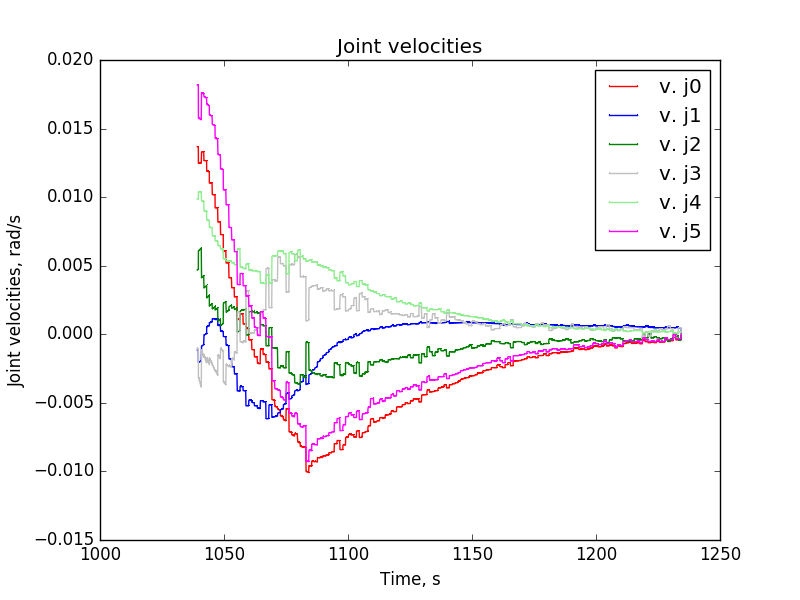 Joint velocities
0.020
0.015
0.010
0.005
0.000
−0.005
−0.010
−0.015
Joint velocities, rad/s
1000
1050
1100
1150
1200
1250
Time, s
v. j0
v. j1
v. j2
v. j3
v. j4
v. j5